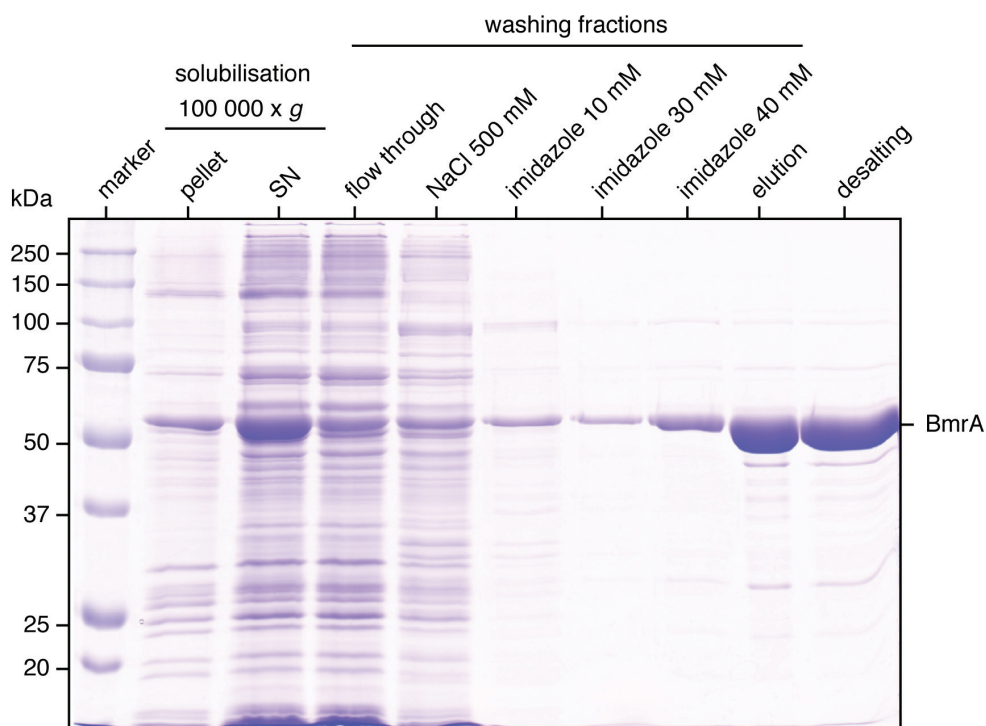 washing fractions
solubilisation
100 000 x g
marker
pellet
SN
flow through
NaCl 500 mM
imidazole 10 mM
imidazole 30 mM
imidazole 40 mM
elution
desalting
kDa
250
150
100
75
50
37
25
20
BmrA